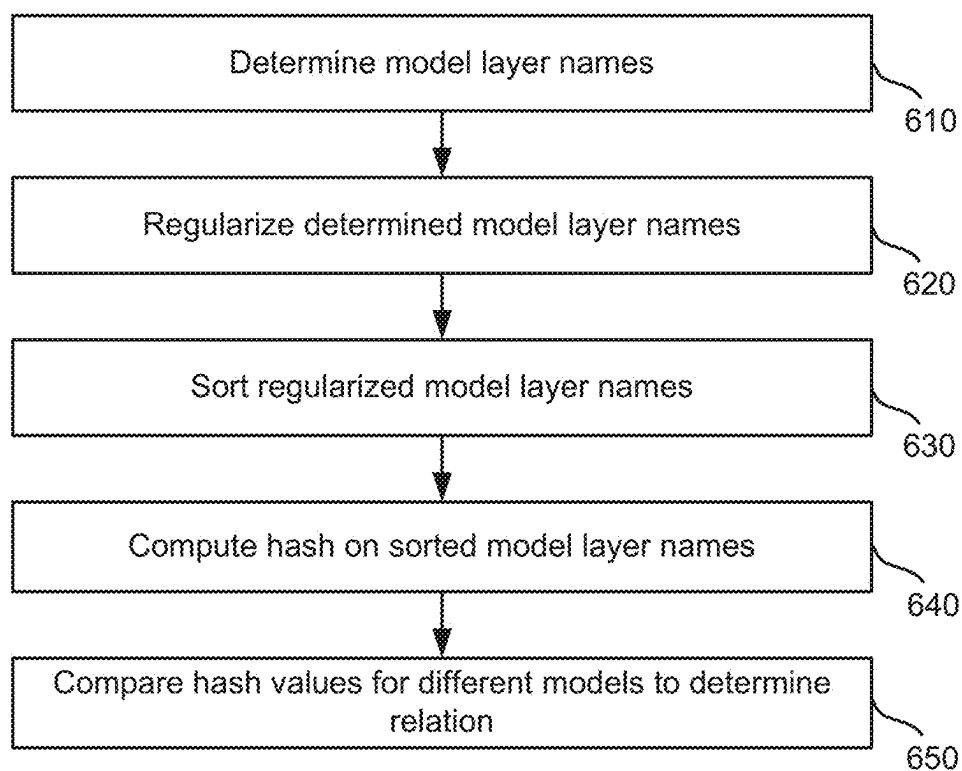 Determine model layer names
610
Regularize determined model layer names
620
Sort regularized model layer names
630
Compute hash on sorted model layer names
640
Compare hash values for different models to determine
relation
650